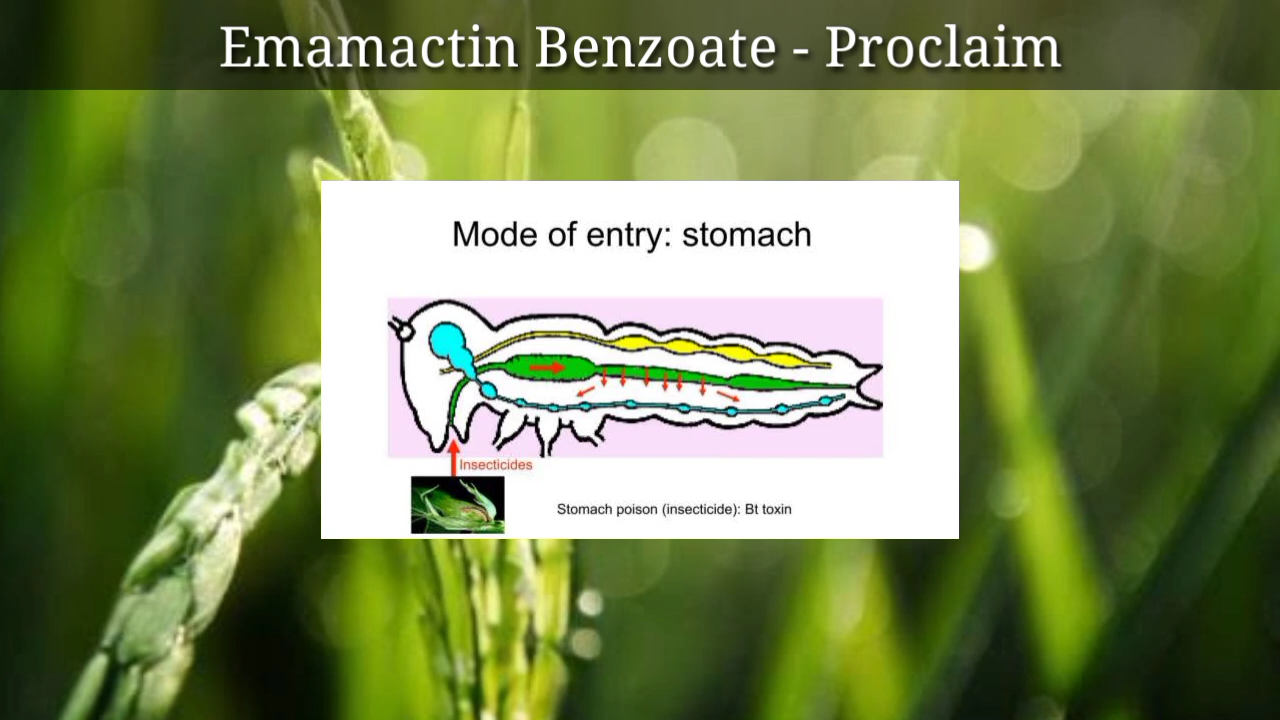 Emamactin Benzoate - Proclaim
Mode of entry: stomach
Insecticides
Stomach poison (insecticide): Bt toxin